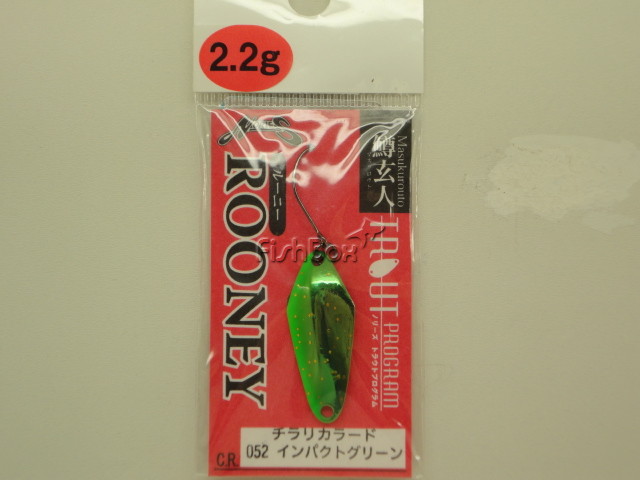 2.2g
ROONEY
ルーニー
鱒玄人
Masukurouto
TROUT PROGRAM
ノリーズ トラウトプログラム
FishBox
チラリカラード
052 インパクトグリーン
C.R.